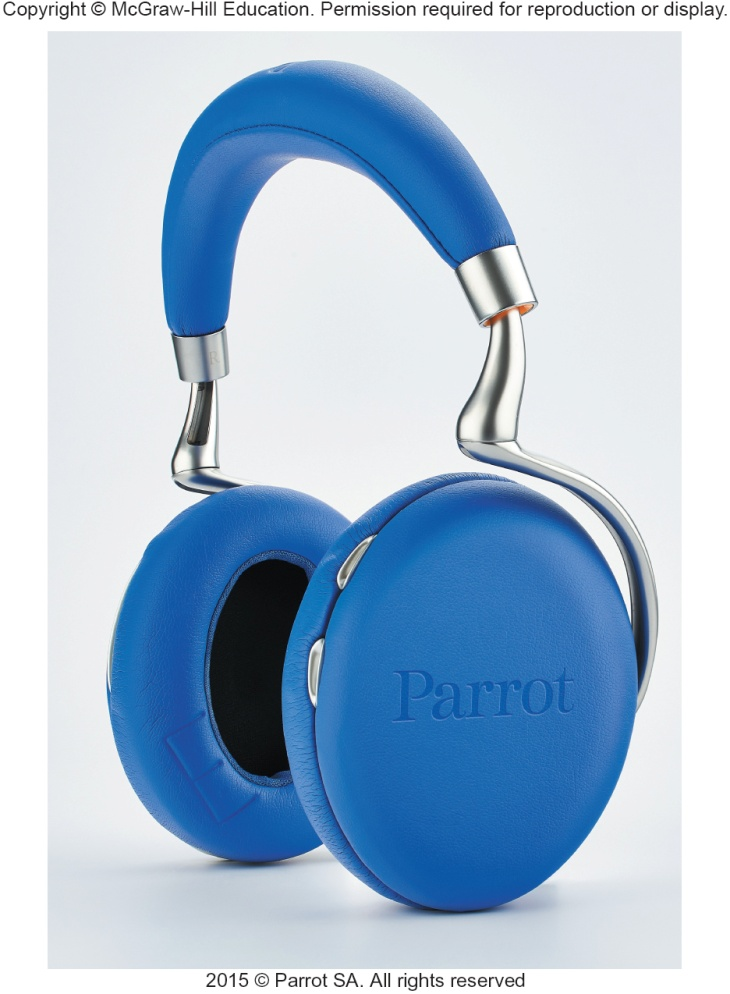 Copyright © McGraw-Hill Education. Permission required for reproduction or display.
R
Parrot
2015 © Parrot SA. All rights reserved